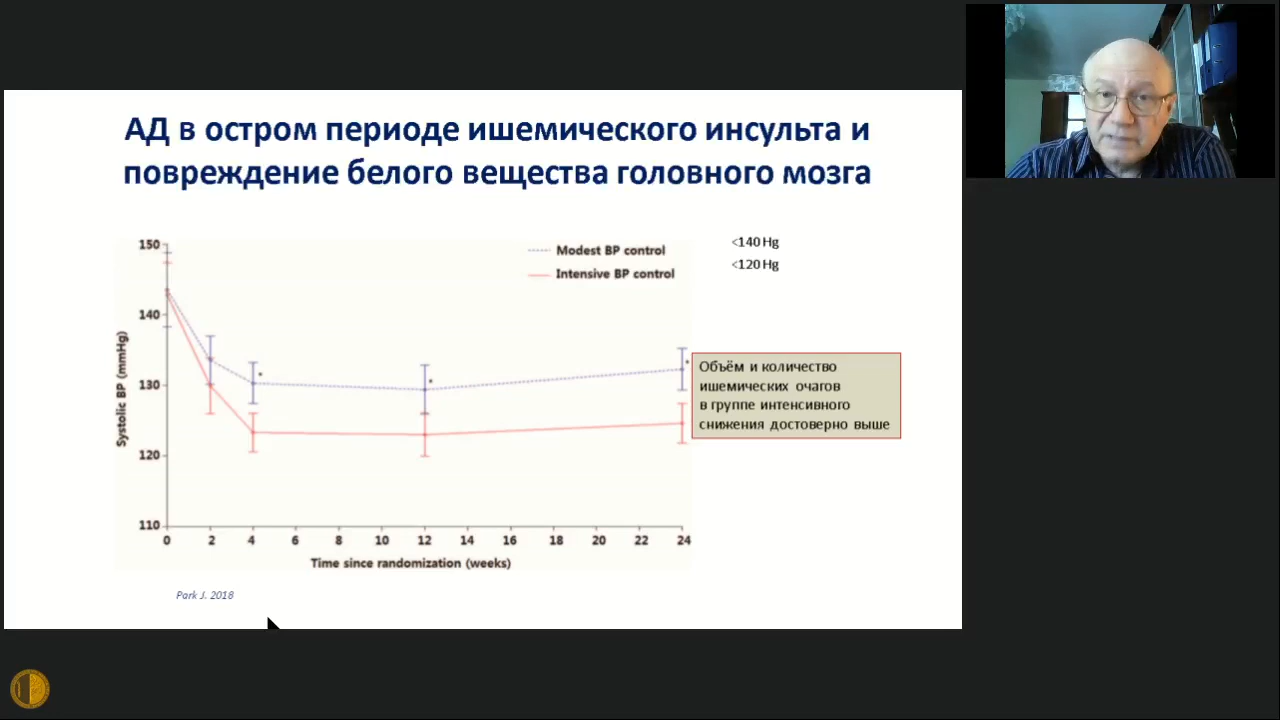 АД в остром периоде ишемического инсульта и
повреждение белого вещества головного мозга
150
140
130
120
110
Systolic BP (mmHg)
Modest BP control
Intensive BP control
<140 Hg
<120 Hg
Объём и количество
ишемических очагов
в группе интенсивного
снижения достоверно выше
0 2 4 6 8 10 12 14 16 18 20 22 24
Time since randomization (weeks)
Park J. 2018